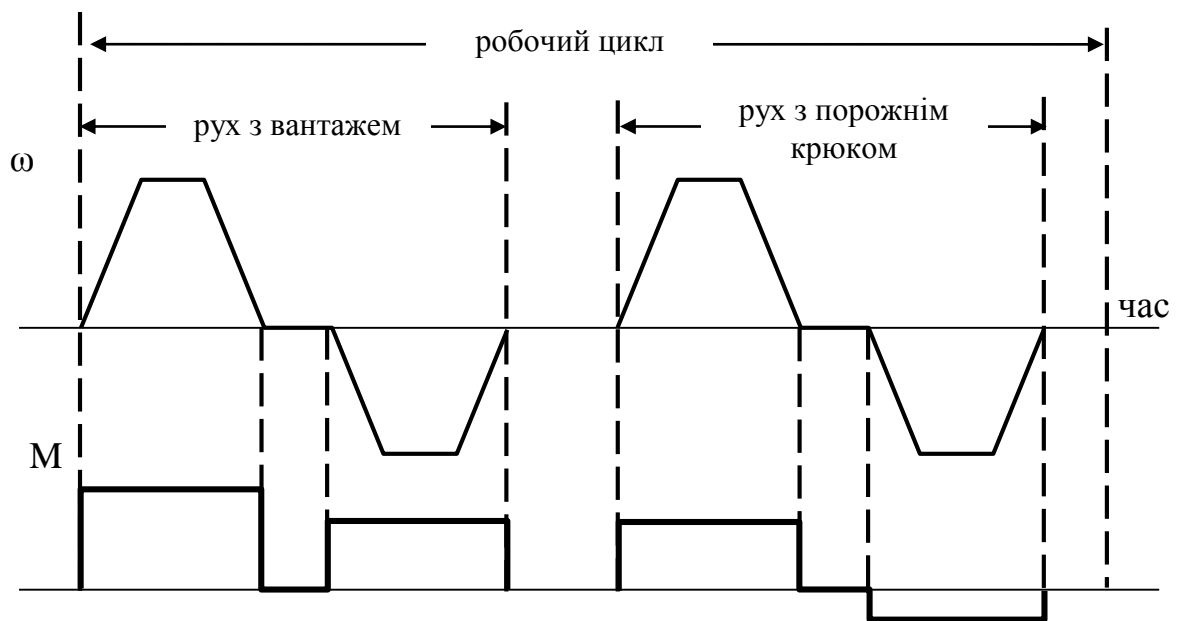 робочий цикл
рух з вантажем
рух з порожнім
крюком
ω
час
М